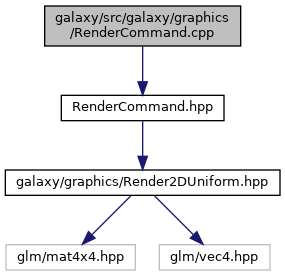 galaxy/src/galaxy/graphics
/RenderCommand.cpp
RenderCommand.hpp
galaxy/graphics/Render2DUniform.hpp
glm/mat4x4.hpp
glm/vec4.hpp